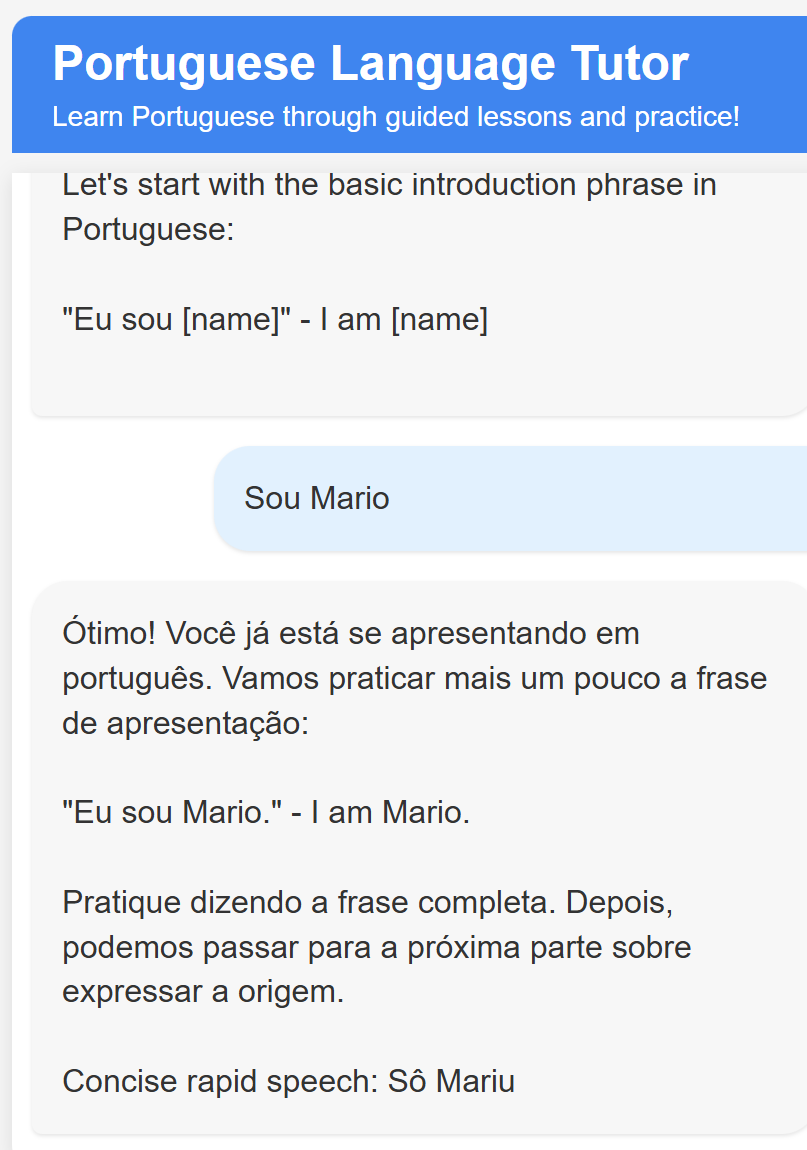 Portuguese Language Tutor
Learn Portuguese through guided lessons and practice!
Let's start with the basic introduction phrase in
Portuguese:
"Eu sou [name]" - I am [name]
Sou Mario
Ótimo! Você já está se apresentando em
português. Vamos praticar mais um pouco a frase
de apresentação:
"Eu sou Mario." - I am Mario.
Pratique dizendo a frase completa. Depois,
podemos passar para a próxima parte sobre
expressar a origem.
Concise rapid speech: Sô Mariu